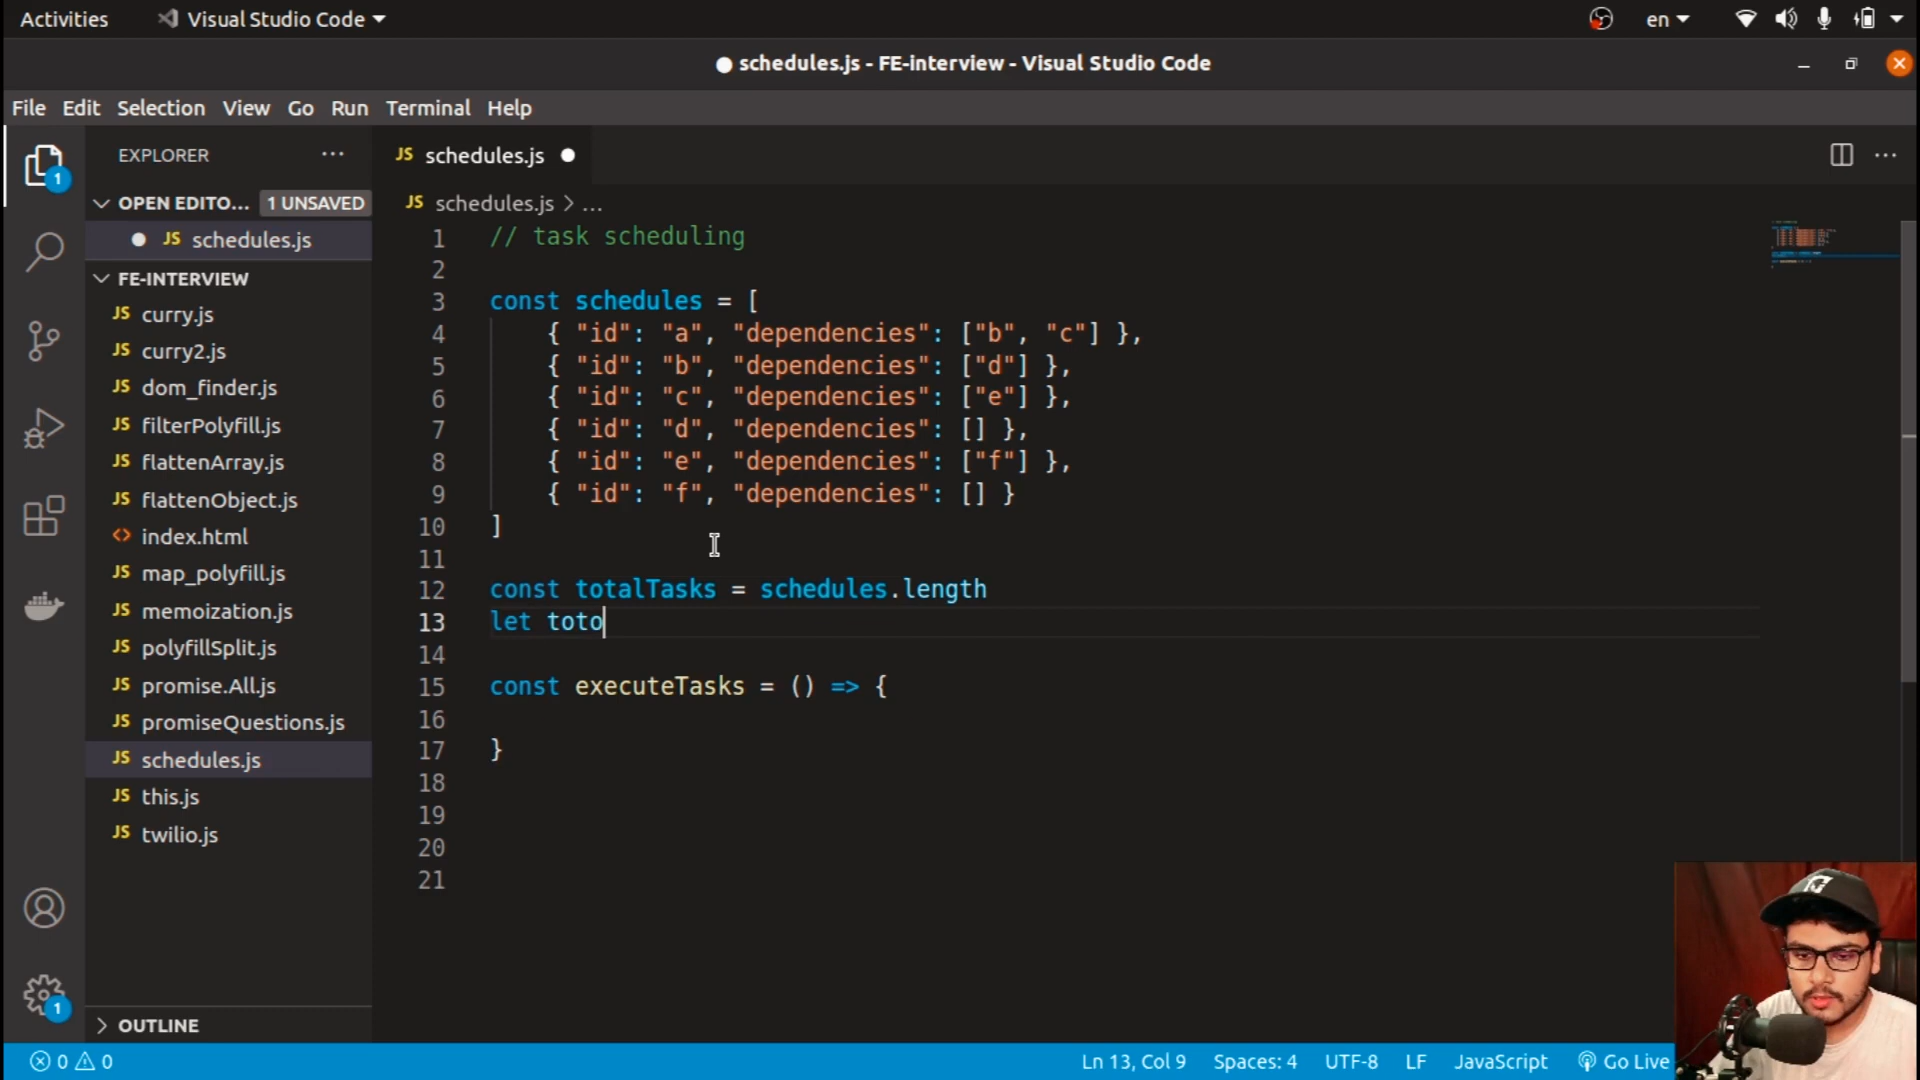 Activities Visual Studio Code en
schedules.js - FE-interview - Visual Studio Code
File Edit Selection View Go Run Terminal Help
EXPLORER ...
OPEN EDITO... 1 UNSAVED
JS schedules.js
FE-INTERVIEW
JS curry.js
JS curry2.js
JS dom_finder.js
JS filterPolyfill.js
JS flattenArray.js
JS flattenObject.js
<> index.html
JS map_polyfill.js
JS memoization.js
JS polyfillSplit.js
JS promise.All.js
JS promiseQuestions.js
JS schedules.js
JS this.js
JS twilio.js
OUTLINE
1
1
JS schedules.js
JS schedules.js > ...
1 // task scheduling
2
3 const schedules = [
4 { "id": "a", "dependencies": ["b", "c"] },
5 { "id": "b", "dependencies": ["d"] },
6 { "id": "c", "dependencies": ["e"] },
7 { "id": "d", "dependencies": [] },
8 { "id": "e", "dependencies": ["f"] },
9 { "id": "f", "dependencies": [] }
10 ]
11
12 const totalTasks = schedules.length
13 let toto
14
15 const executeTasks = () => {
16
17 }
18
19
20
21
0 0 Ln 13, Col 9 Spaces: 4 UTF-8 LF JavaScript Go Live